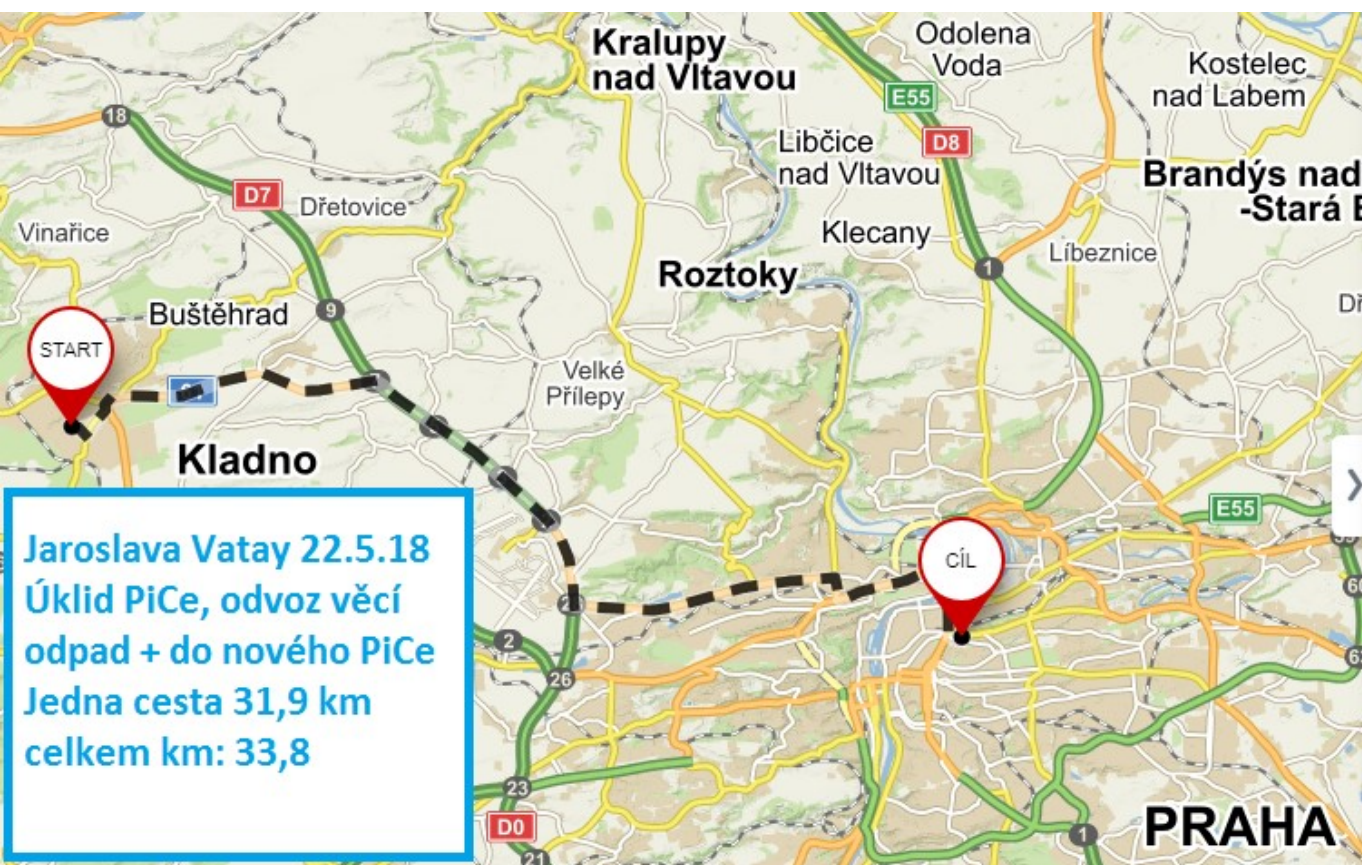 Kralupy
nad Vltavou
Odolena
Voda
Kostelec
nad Labem
E55
18
Libčice
nad Vltavou
D8
Brandýs nad
-Stará
D7
Dřetovice
Vinařice
Klecany
Líbeznice
Roztoky
1
Buštěhrad
9
START
Velké
Přílepy
Kladno
E55
CÍL
Jaroslava Vatay 22.5.18
Úklid PiCe, odvoz věcí
odpad + do nového PiCe
Jedna cesta 31,9 km
celkem km: 33,8
2
26
23
D0
21
1
PRAHA